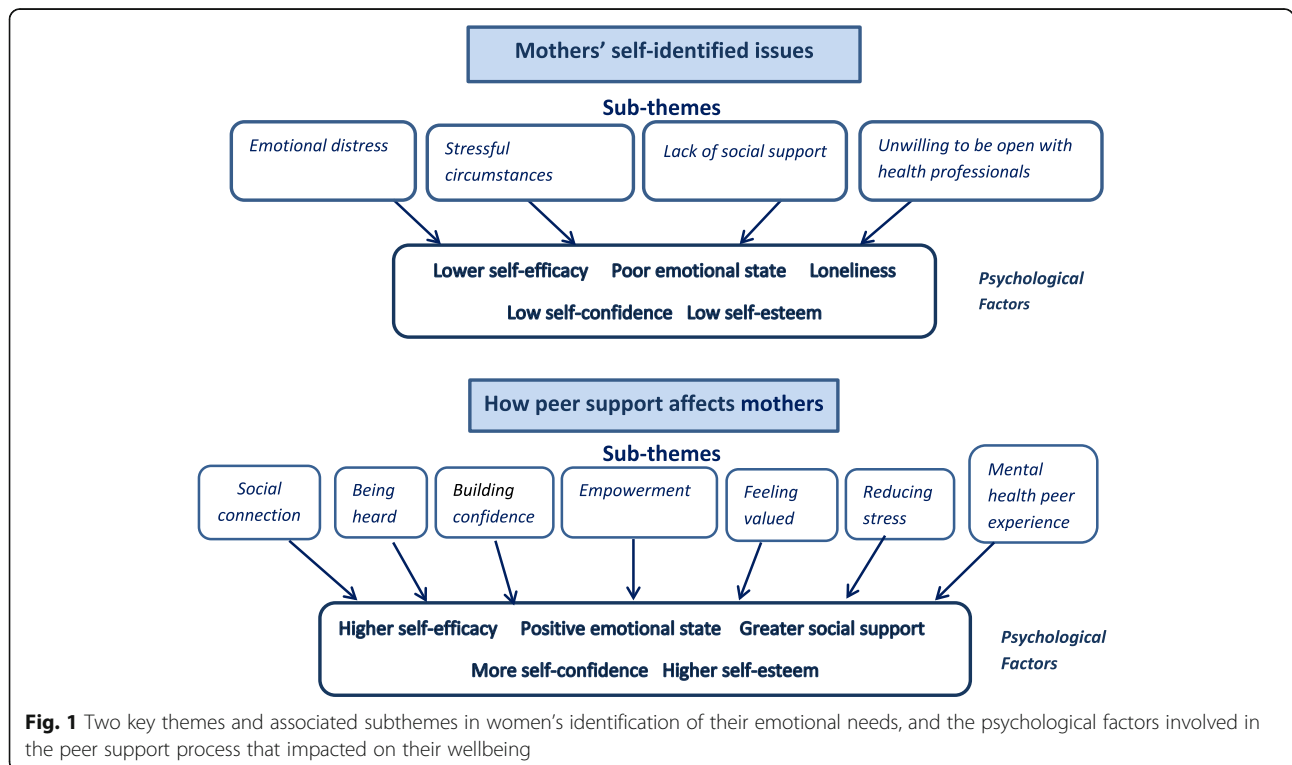 Mothers’ self-identified issues
Sub-themes
Emotional distress
Stressful
circumstances
Lack of social support
Unwilling to be open with
health professionals
Lower self-efficacy Poor emotional state Loneliness
Low self-confidence Low self-esteem
Psychological
Factors
How peer support affects mothers
Sub-themes
Social
connection
Being
heard
Building
confidence
Empowerment
Feeling
valued
Reducing
stress
Mental
health peer
experience
Higher self-efficacy Positive emotional state Greater social support
More self-confidence Higher self-esteem
Psychological
Factors
Fig. 1 Two key themes and associated subthemes in women’s identification of their emotional needs, and the psychological factors involved in
the peer support process that impacted on their wellbeing